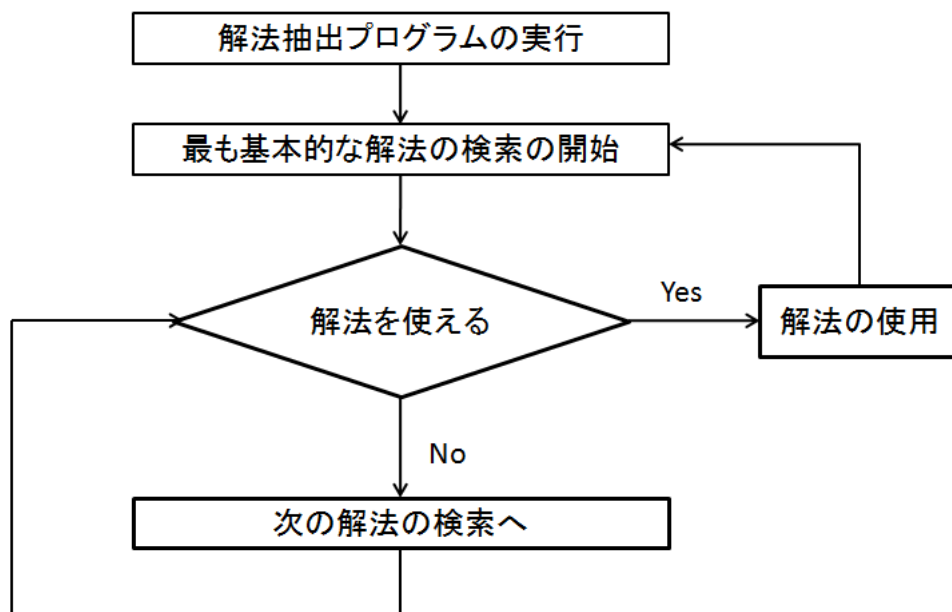 解法抽出プログラムの実行
最も基本的な解法の検索の開始
解法を使える
Yes
解法の使用
No
次の解法の検索へ